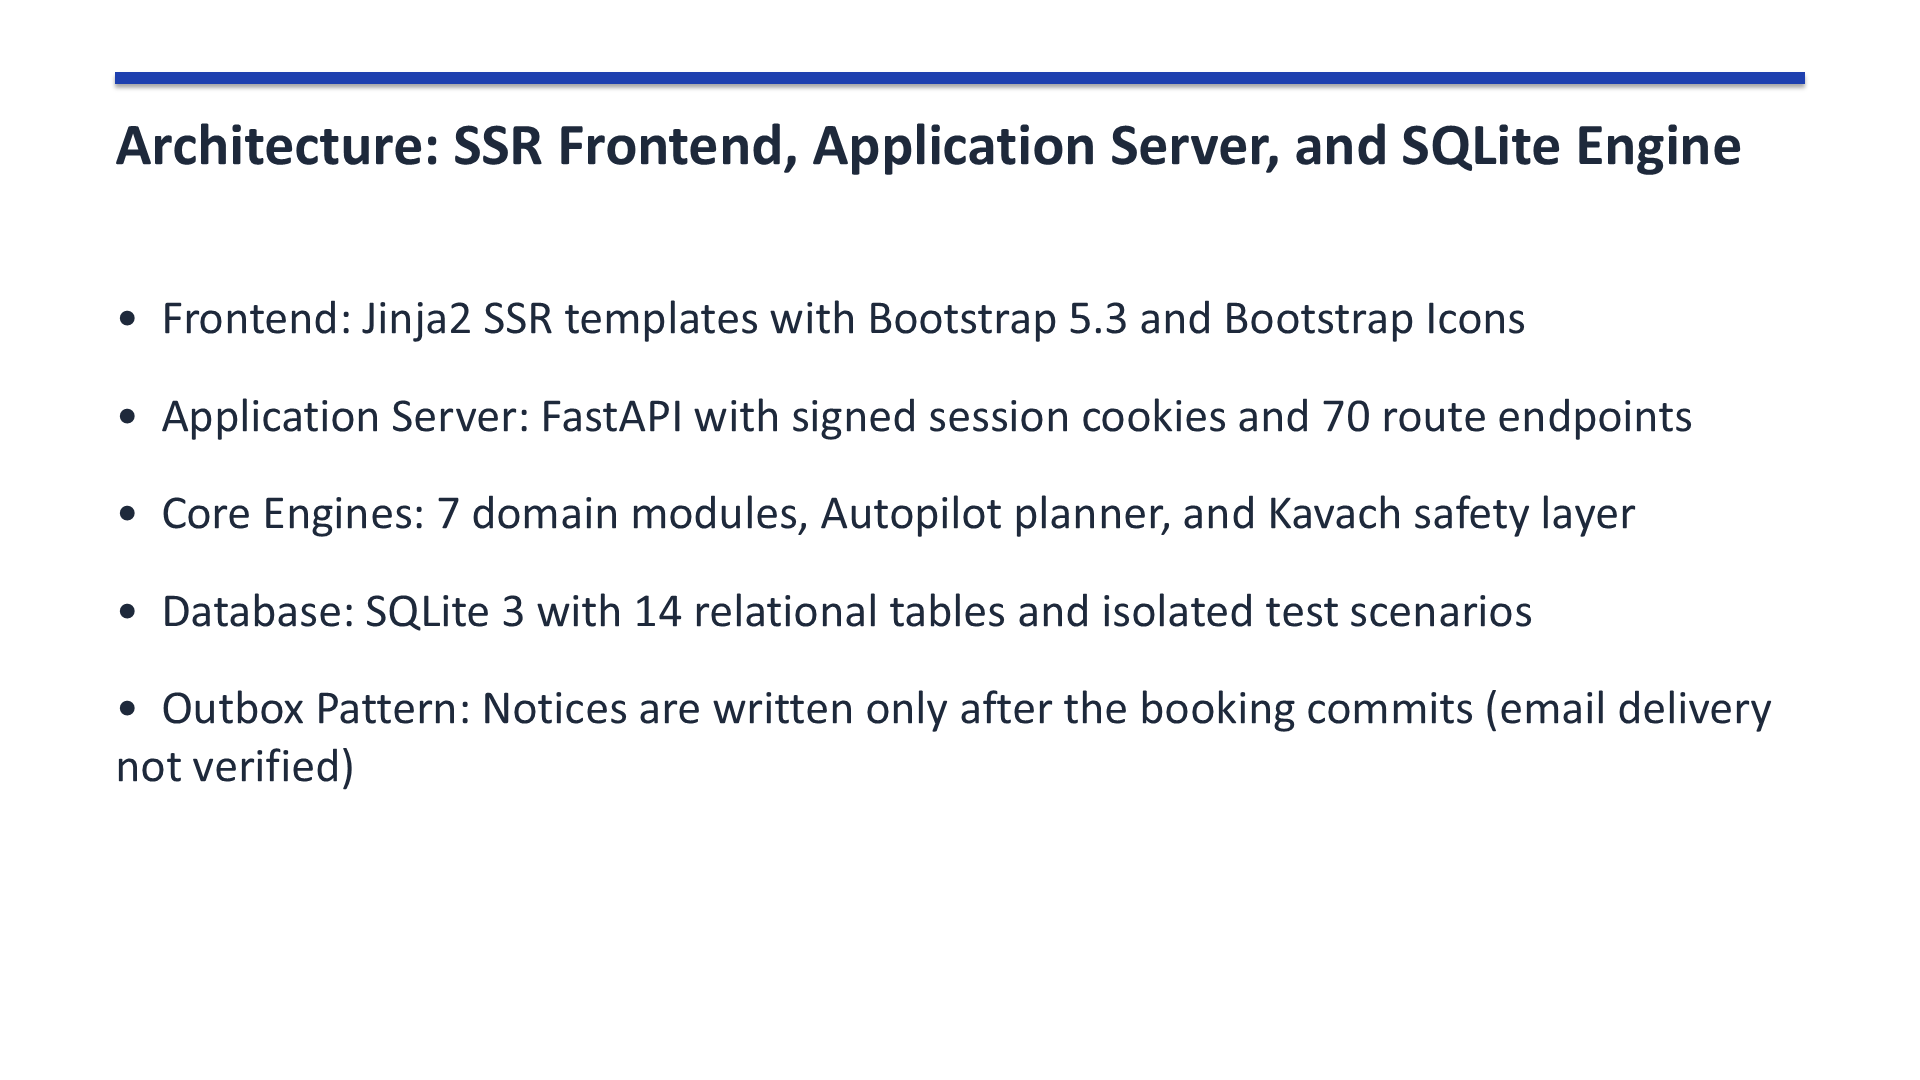 Architecture: SSR Frontend, Application Server, and SQLite Engine
• Frontend: Jinja2 SSR templates with Bootstrap 5.3 and Bootstrap Icons
• Application Server: FastAPI with signed session cookies and 70 route endpoints
• Core Engines: 7 domain modules, Autopilot planner, and Kavach safety layer
• Database: SQLite 3 with 14 relational tables and isolated test scenarios
• Outbox Pattern: Notices are written only after the booking commits (email delivery
not verified)